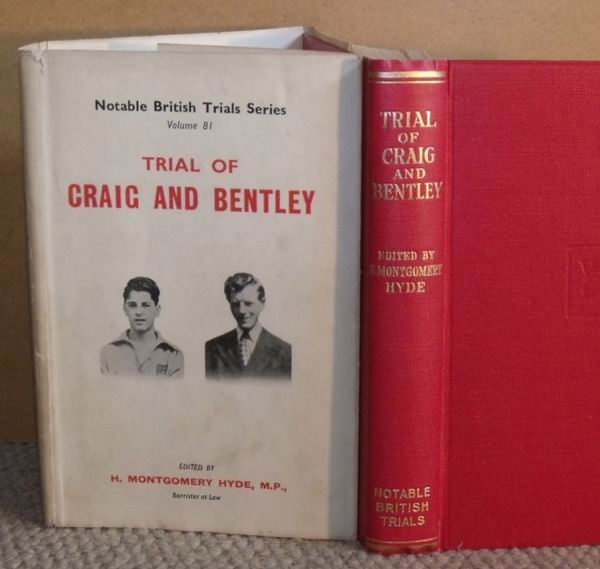 Notable British Trials Series
Volume 81
TRIAL OF
CRAIG AND BENTLEY
EDITED BY
H. MONTGOMERY HYDE, M.P.,
Barrister-at-Law
TRIAL
OF
CRAIG
AND
BENTLEY
EDITED BY
H. MONTGOMERY
HYDE
NOTABLE
BRITISH
TRIALS